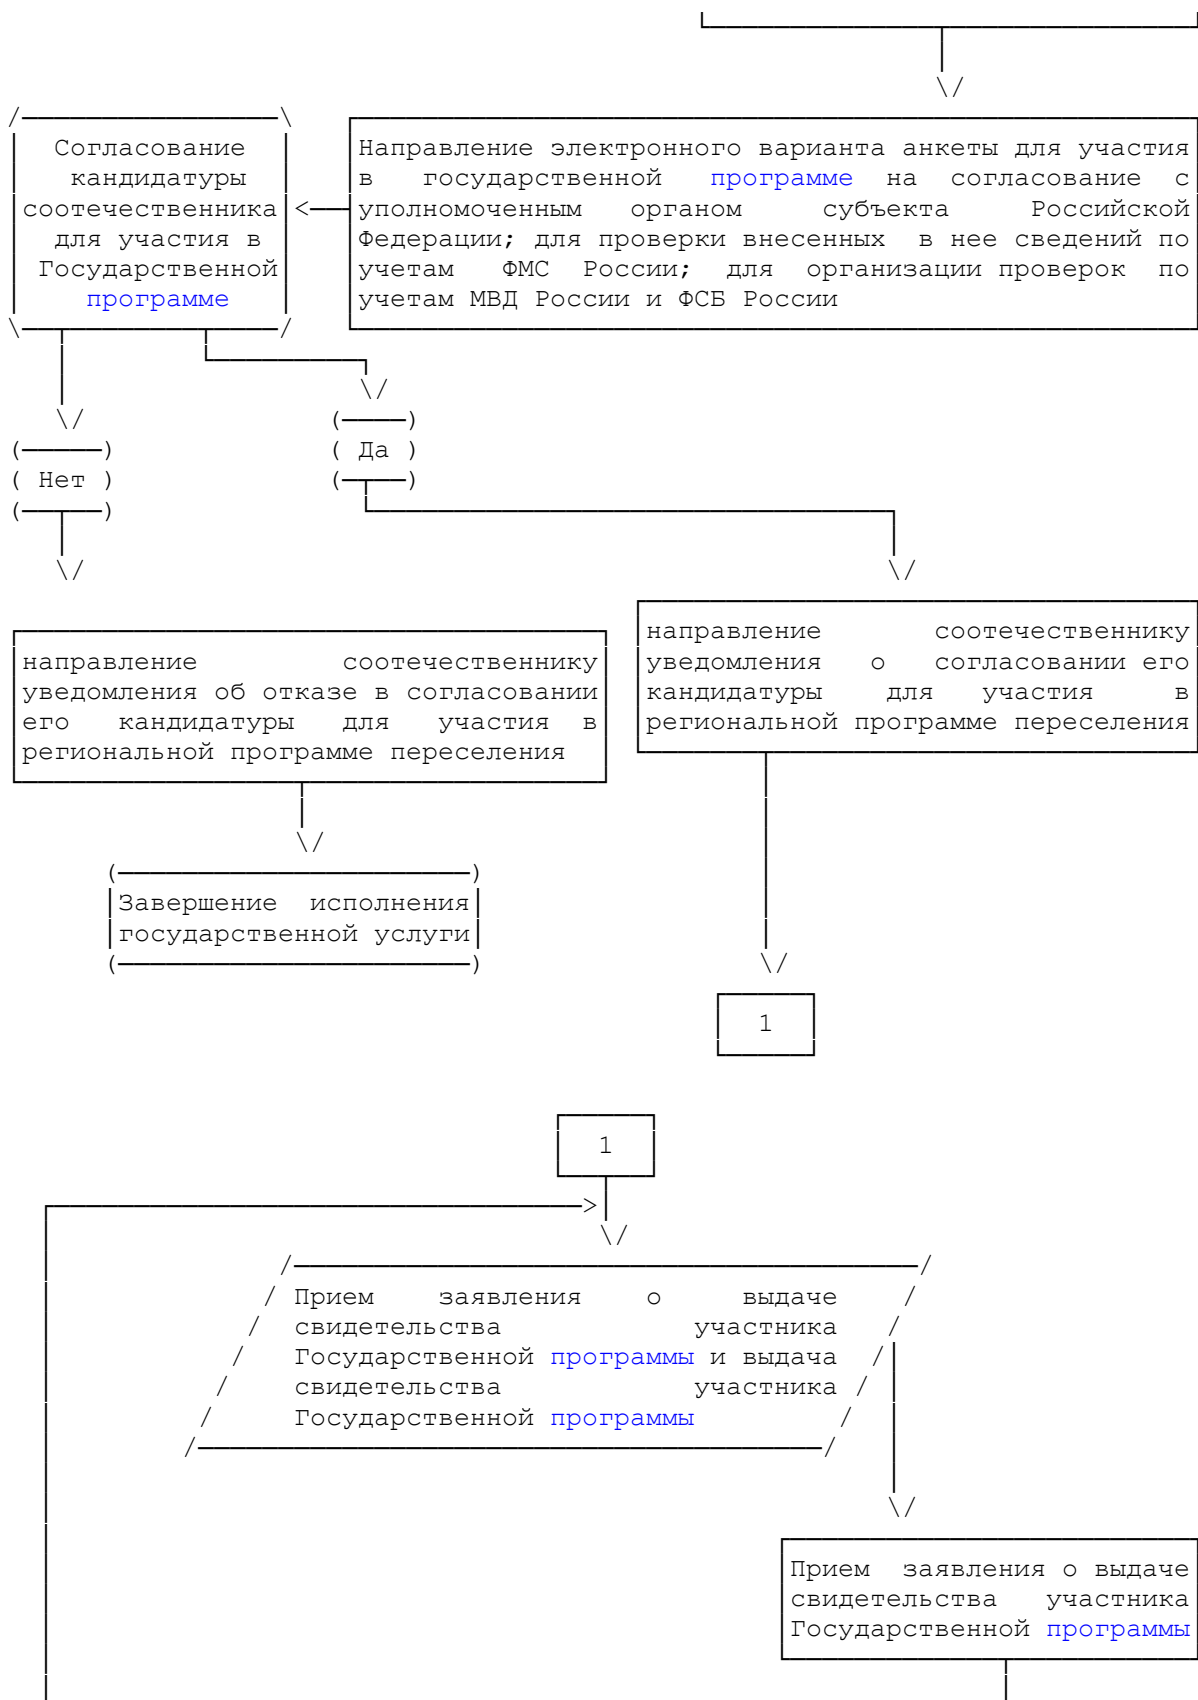 Согласование
кандидатуры
соотечественника
для участия в
Государственной
программе
Направление электронного варианта анкеты для участия
в государственной программе на согласование с
уполномоченным органом субъекта Российской
Федерации; для проверки внесенных в нее сведений по
учетам ФМС России; для организации проверок по
учетам МВД России и ФСБ России
Нет
Да
направление соотечественнику
уведомления об отказе в согласовании
его кандидатуры для участия в
региональной программе переселения
направление соотечественнику
уведомления о согласовании его
кандидатуры для участия в
региональной программе переселения
Завершение исполнения
государственной услуги
1
1
Прием заявления о выдаче
свидетельства участника
Государственной программы и выдача
свидетельства участника
Государственной программы
Прием заявления о выдаче
свидетельства участника
Государственной программы